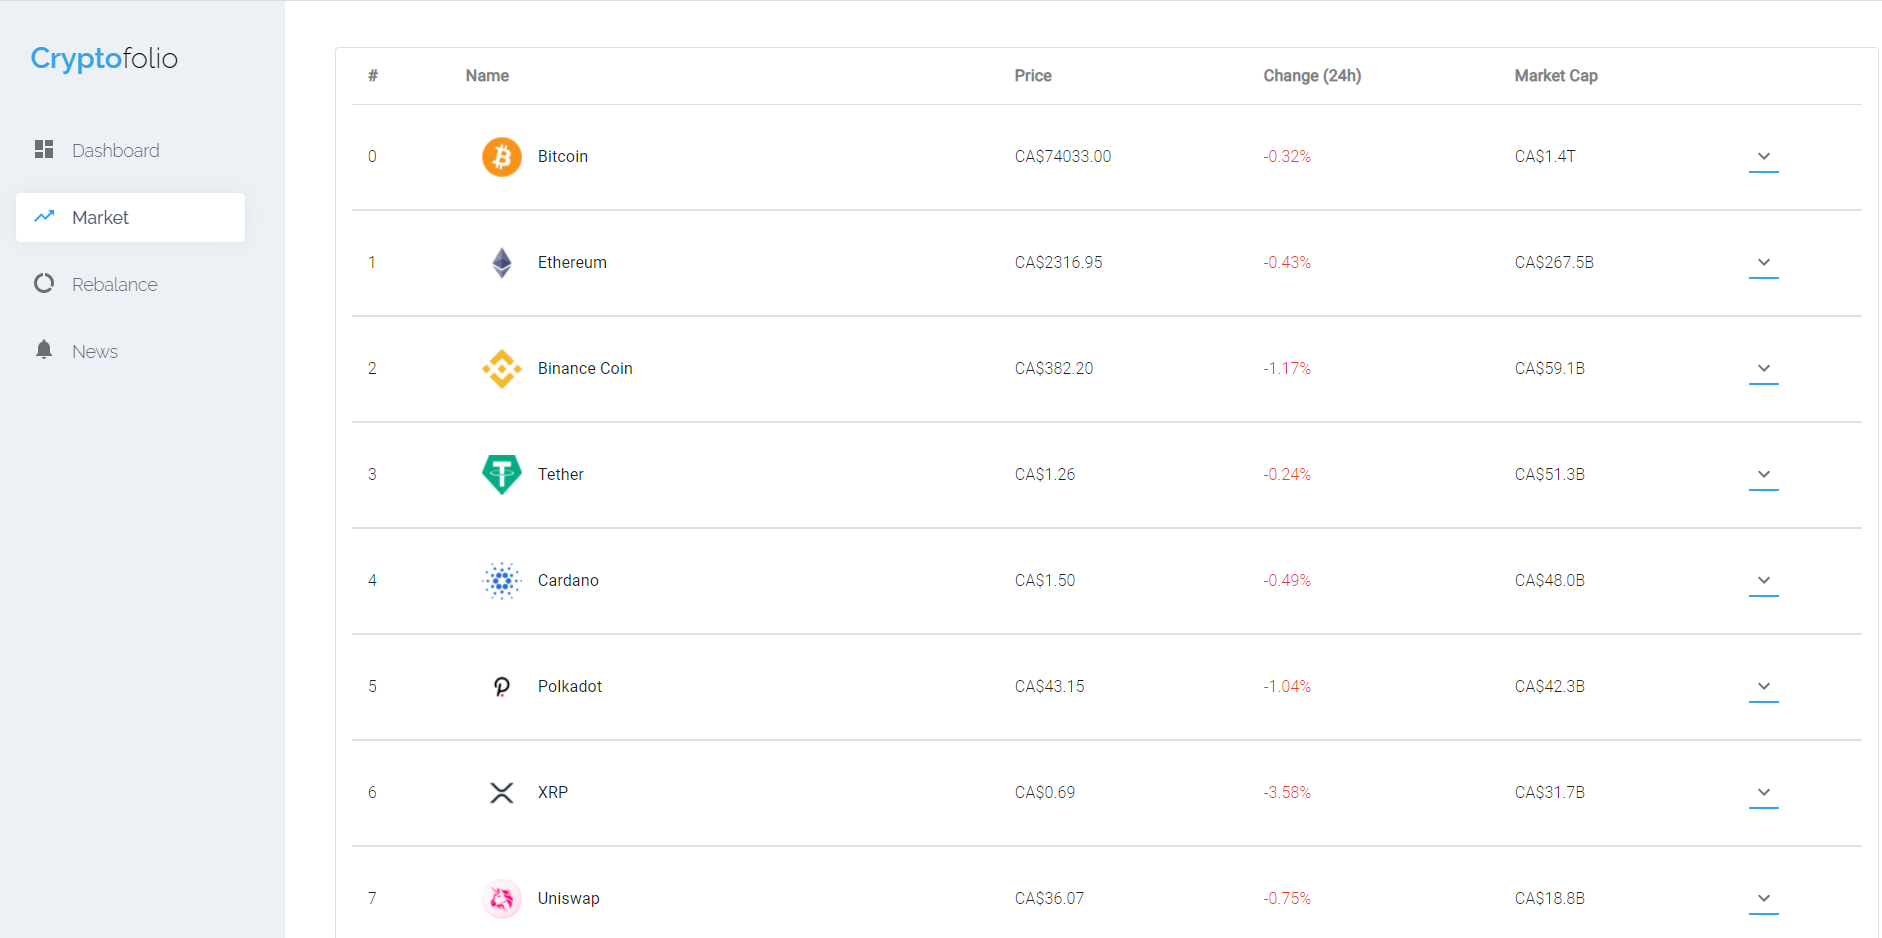 Cryptofolio
Dashboard
Market
Rebalance
News
# Name Price Change (24h) Market Cap
0 Bitcoin CA$74033.00 -0.32% CA$1.4T
1 Ethereum CA$2316.95 -0.43% CA$267.5B
2 Binance Coin CA$382.20 -1.17% CA$59.1B
3 Tether CA$1.26 -0.24% CA$51.3B
4 Cardano CA$1.50 -0.49% CA$48.0B
5 Polkadot CA$43.15 -1.04% CA$42.3B
6 XRP CA$0.69 -3.58% CA$31.7B
7 Uniswap CA$36.07 -0.75% CA$18.8B